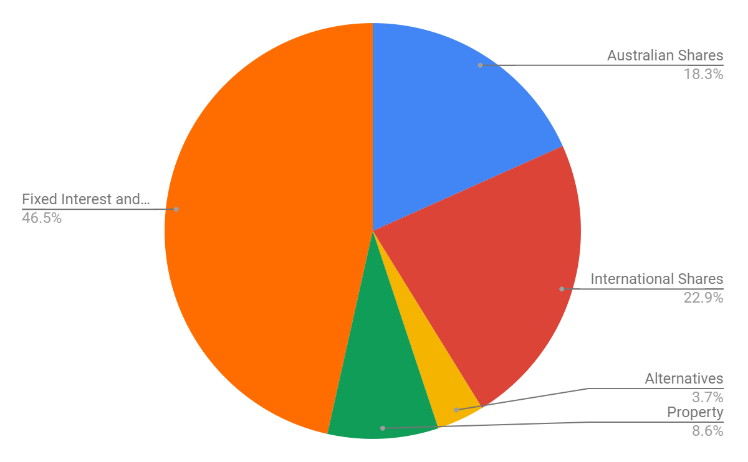 Australian Shares
18.3%
Fixed Interest and...
46.5%
International Shares
22.9%
Alternatives
3.7%
Property
8.6%